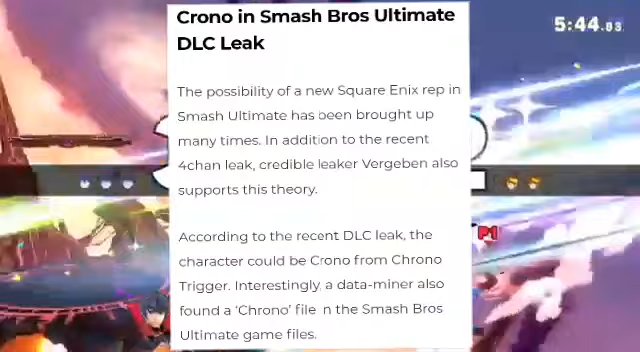 Crono in Smash Bros Ultimate
DLC Leak
5:44.83
The possibility of a new Square Enix rep in
Smash Ultimate has been brought up
many times. In addition to the recent
4chan leak, credible leaker Vergeben also
supports this theory.
P1
According to the recent DLC leak, the
character could be Crono from Chrono
Trigger. Interestingly, a data-miner also
found a ‘Chrono’ file n the Smash Bros
Ultimate game files.